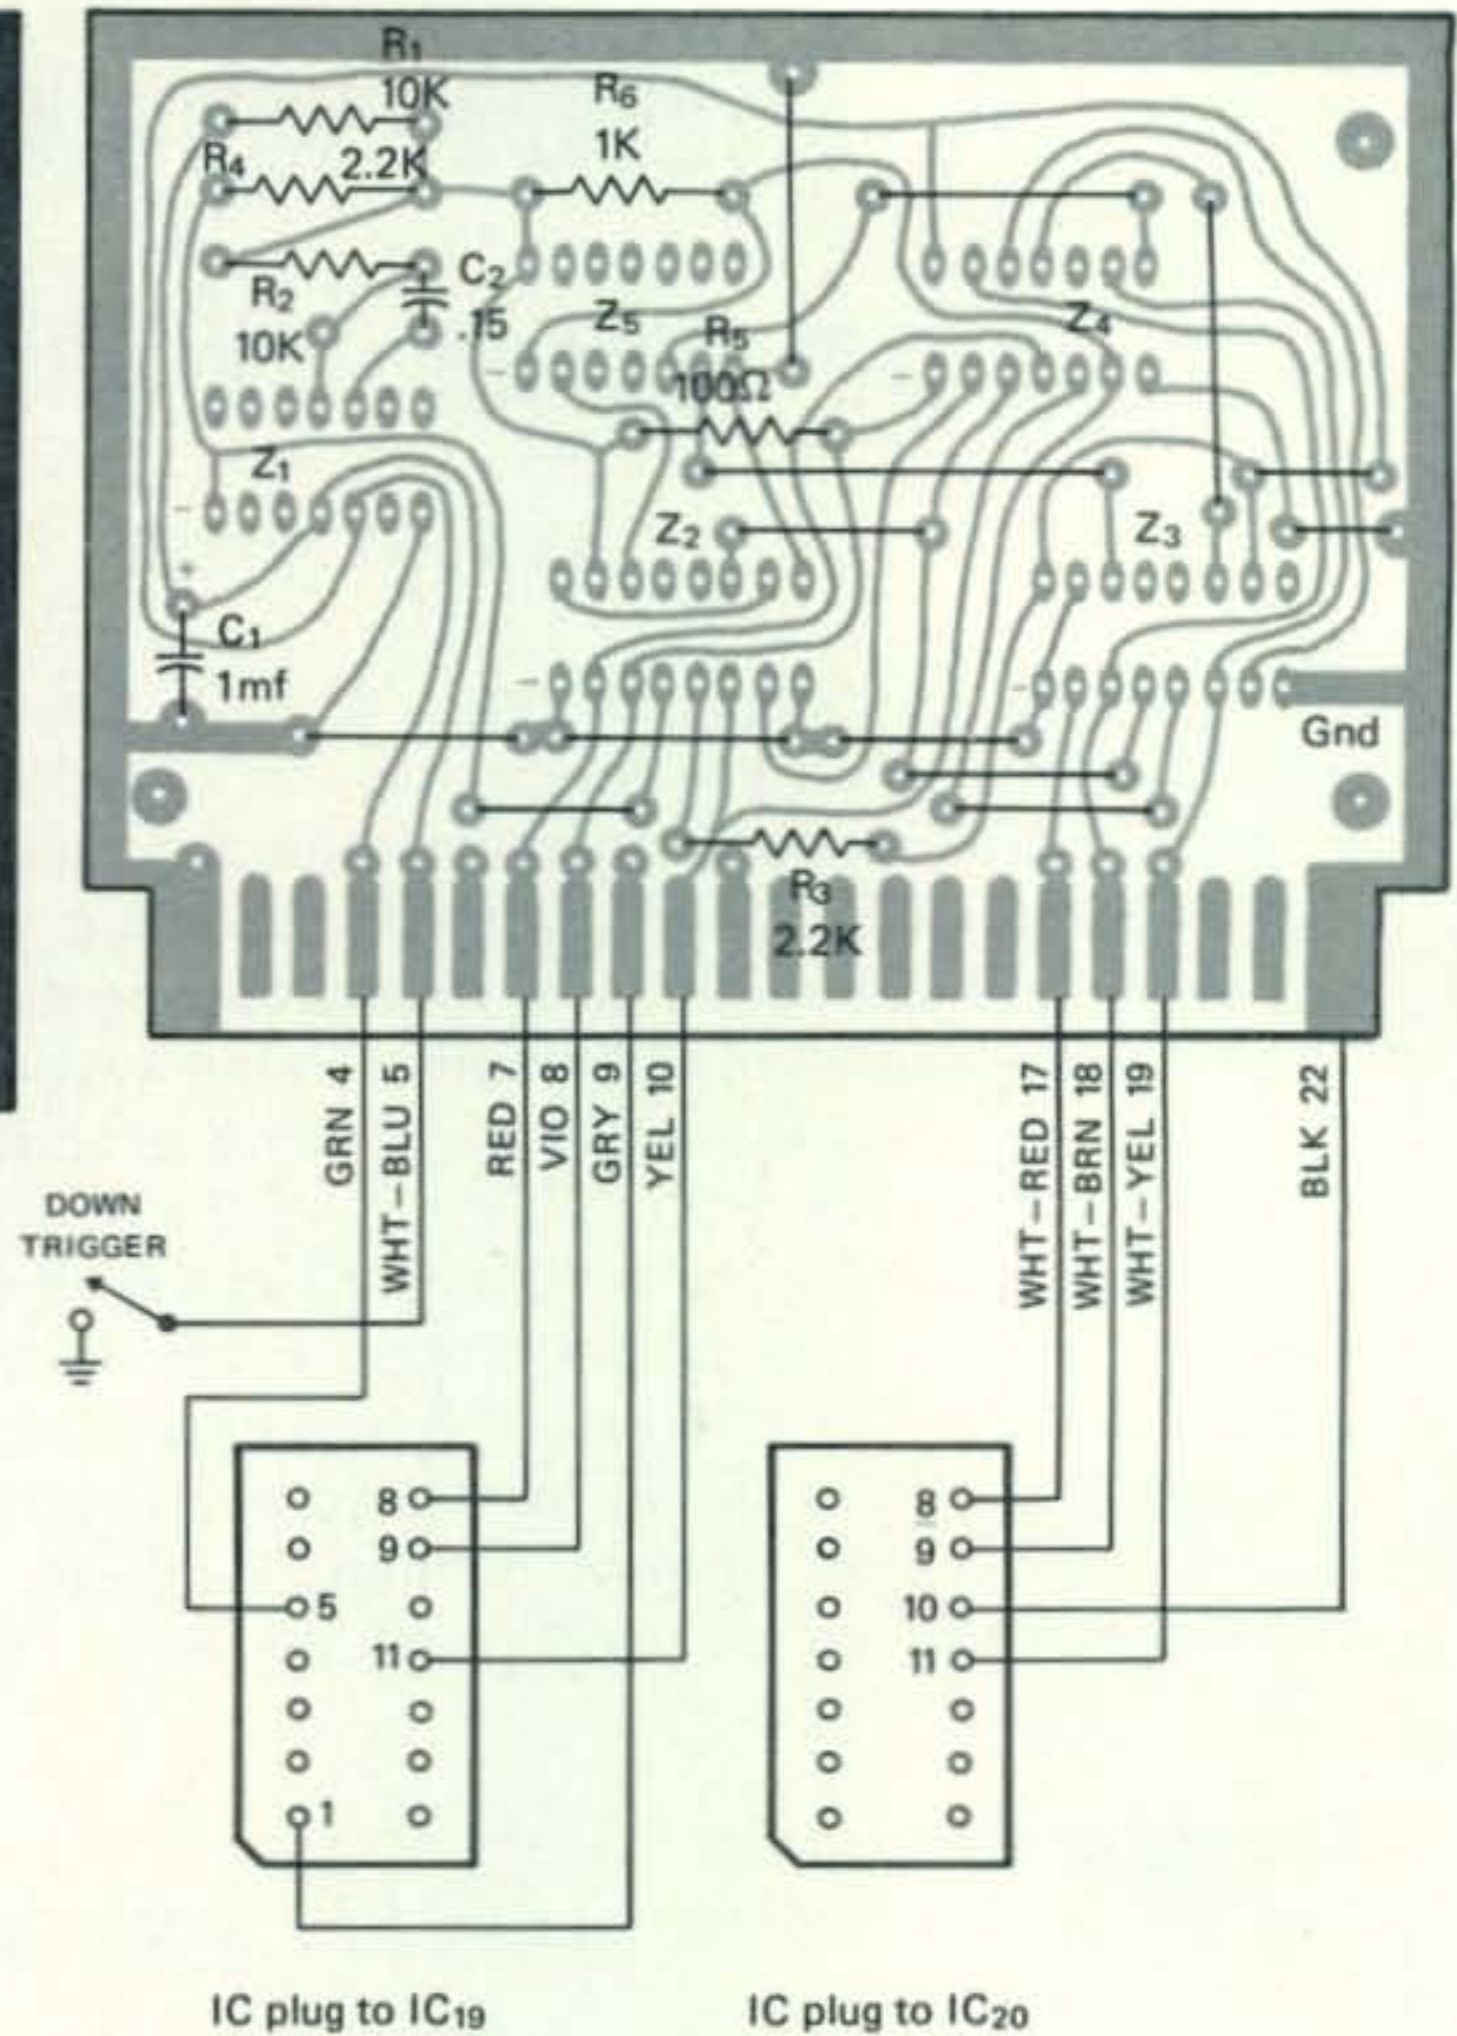 R1
10K
R6
1K
R4
2.2K
R2
10K
C2
.15
Z5
R5
100Ω
Z4
Z1
Z2
Z3
+
C1
1mf
Gnd
R3
2.2K
GRN 4
WHT-BLU 5
RED 7
VIO 8
GRY 9
YEL 10
WHT-RED 17
WHT-BRN 18
WHT-YEL 19
BLK 22
DOWN
TRIGGER
8
9
5
11
1
8
9
10
11
IC plug to IC19
IC plug to IC20